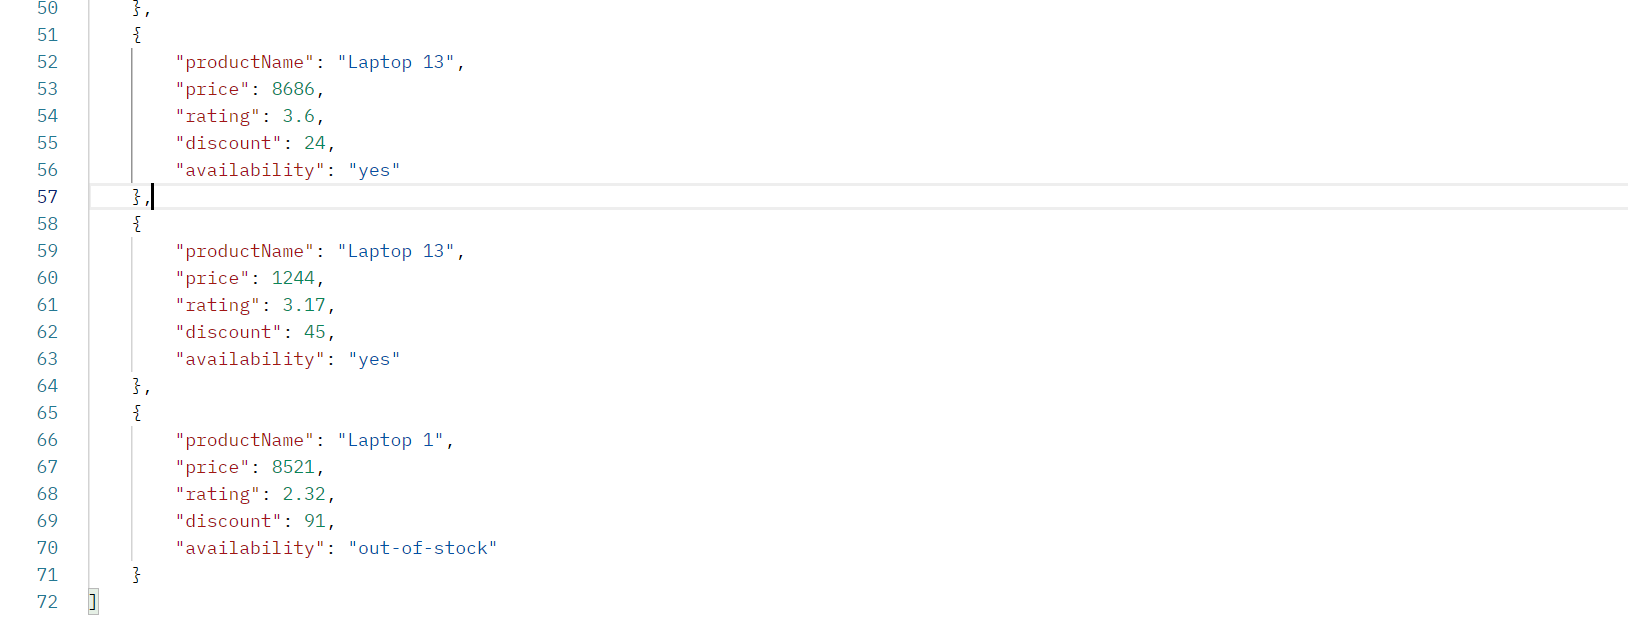 50 },
51 {
52 "productName": "Laptop 13",
53 "price": 8686,
54 "rating": 3.6,
55 "discount": 24,
56 "availability": "yes"
57 },
58 {
59 "productName": "Laptop 13",
60 "price": 1244,
61 "rating": 3.17,
62 "discount": 45,
63 "availability": "yes"
64 },
65 {
66 "productName": "Laptop 1",
67 "price": 8521,
68 "rating": 2.32,
69 "discount": 91,
70 "availability": "out-of-stock"
71 }
72 ]